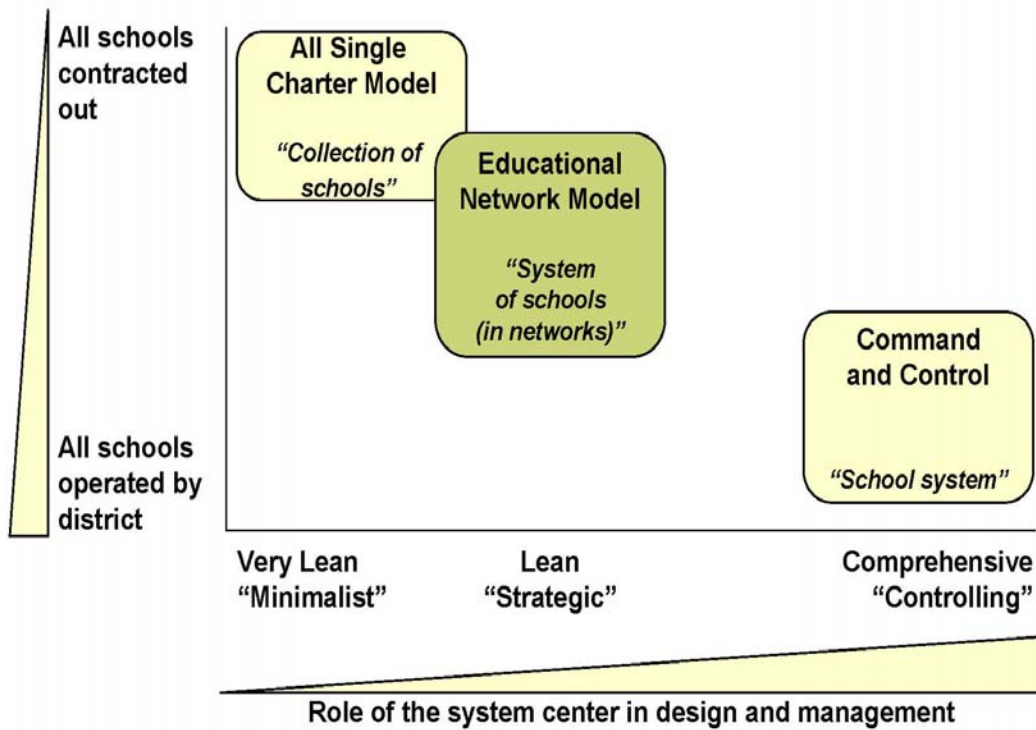 All schools
contracted
out
All Single
Charter Model
“Collection of
schools”
Educational
Network Model
“System
of schools
(in networks)”
Command
and Control
“School system”
All schools
operated by
district
Very Lean
“Minimalist”
Lean
“Strategic”
Comprehensive
“Controlling”
Role of the system center in design and management